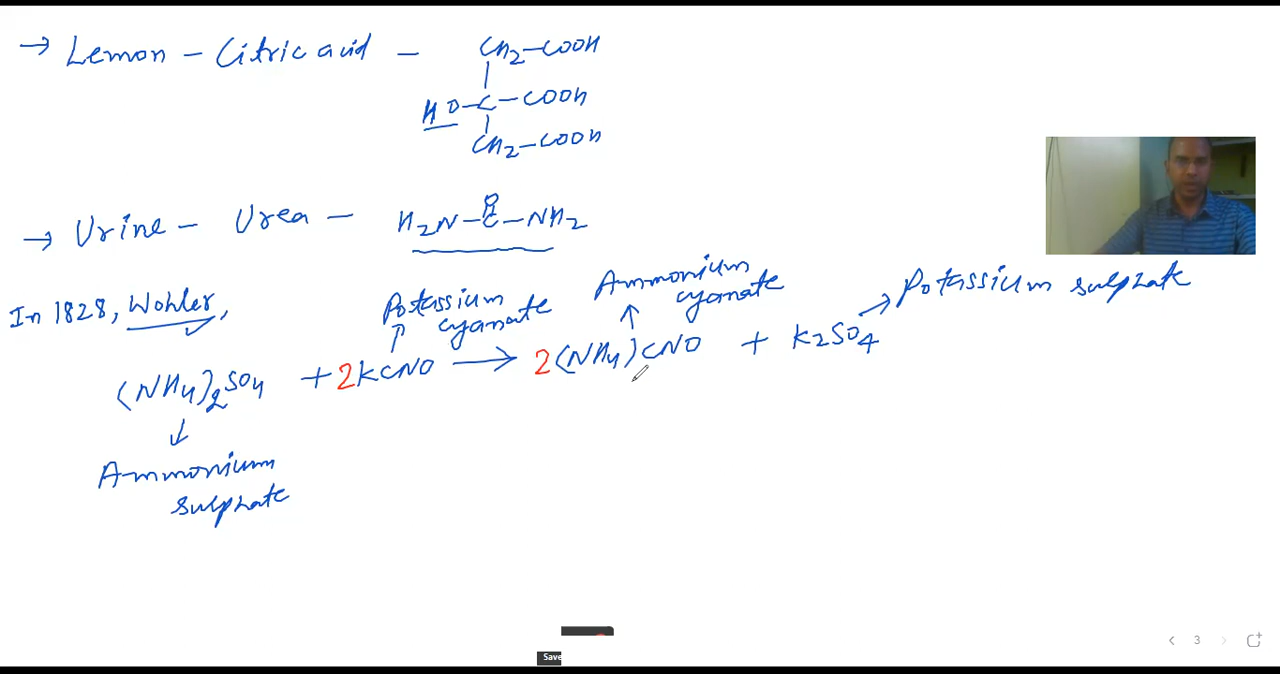 → Lemon - Citric acid - CH2-COOH
HO-C-COOH
CH2-COOH
→ Urine - Urea - H2N-C-NH2
O
In 1828, Wohler,
Potassium cyanate
Ammonium cyanate
Potassium sulphate
(NH4)2SO4 + 2KCNO → 2(NH4)CNO + K2SO4
Ammonium
sulphate
3
Save